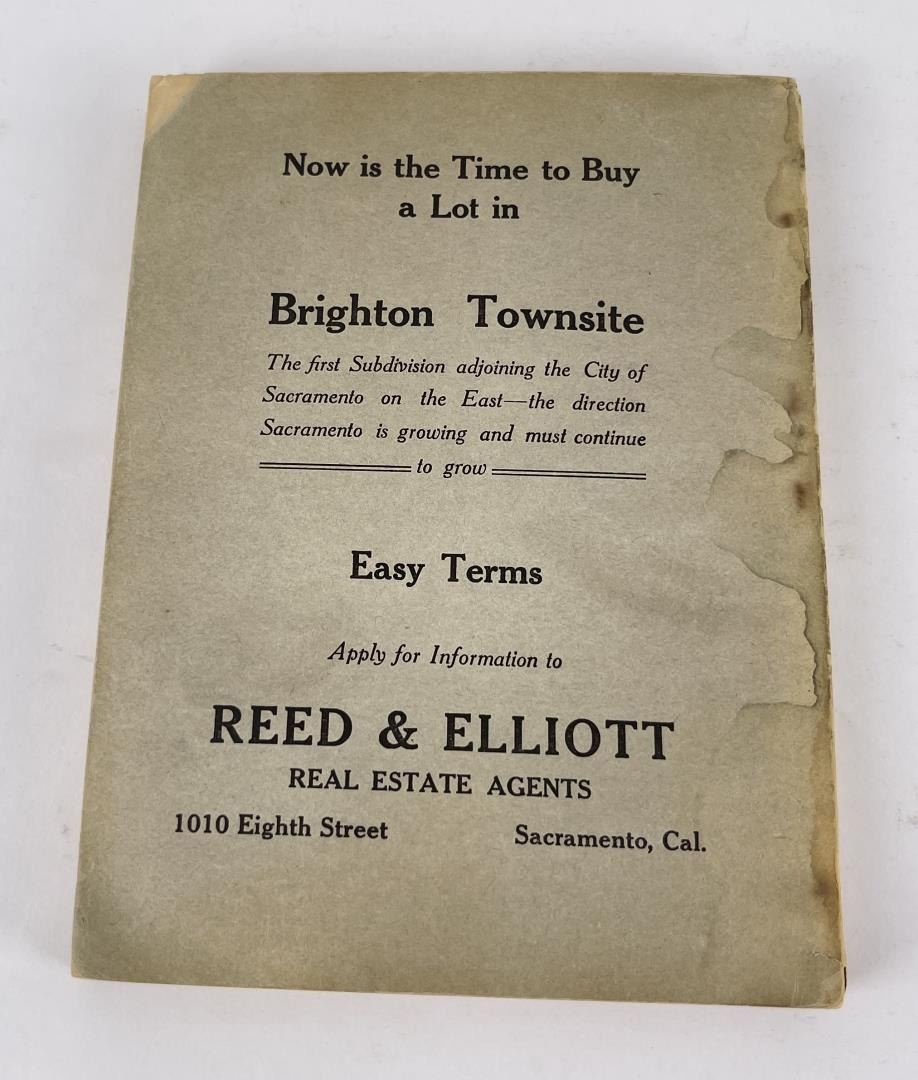 Now is the Time to Buy
a Lot in
Brighton Townsite
The first Subdivision adjoining the City of
Sacramento on the East—the direction
Sacramento is growing and must continue
to grow
Easy Terms
Apply for Information to
REED & ELLIOTT
REAL ESTATE AGENTS
1010 Eighth Street Sacramento, Cal.